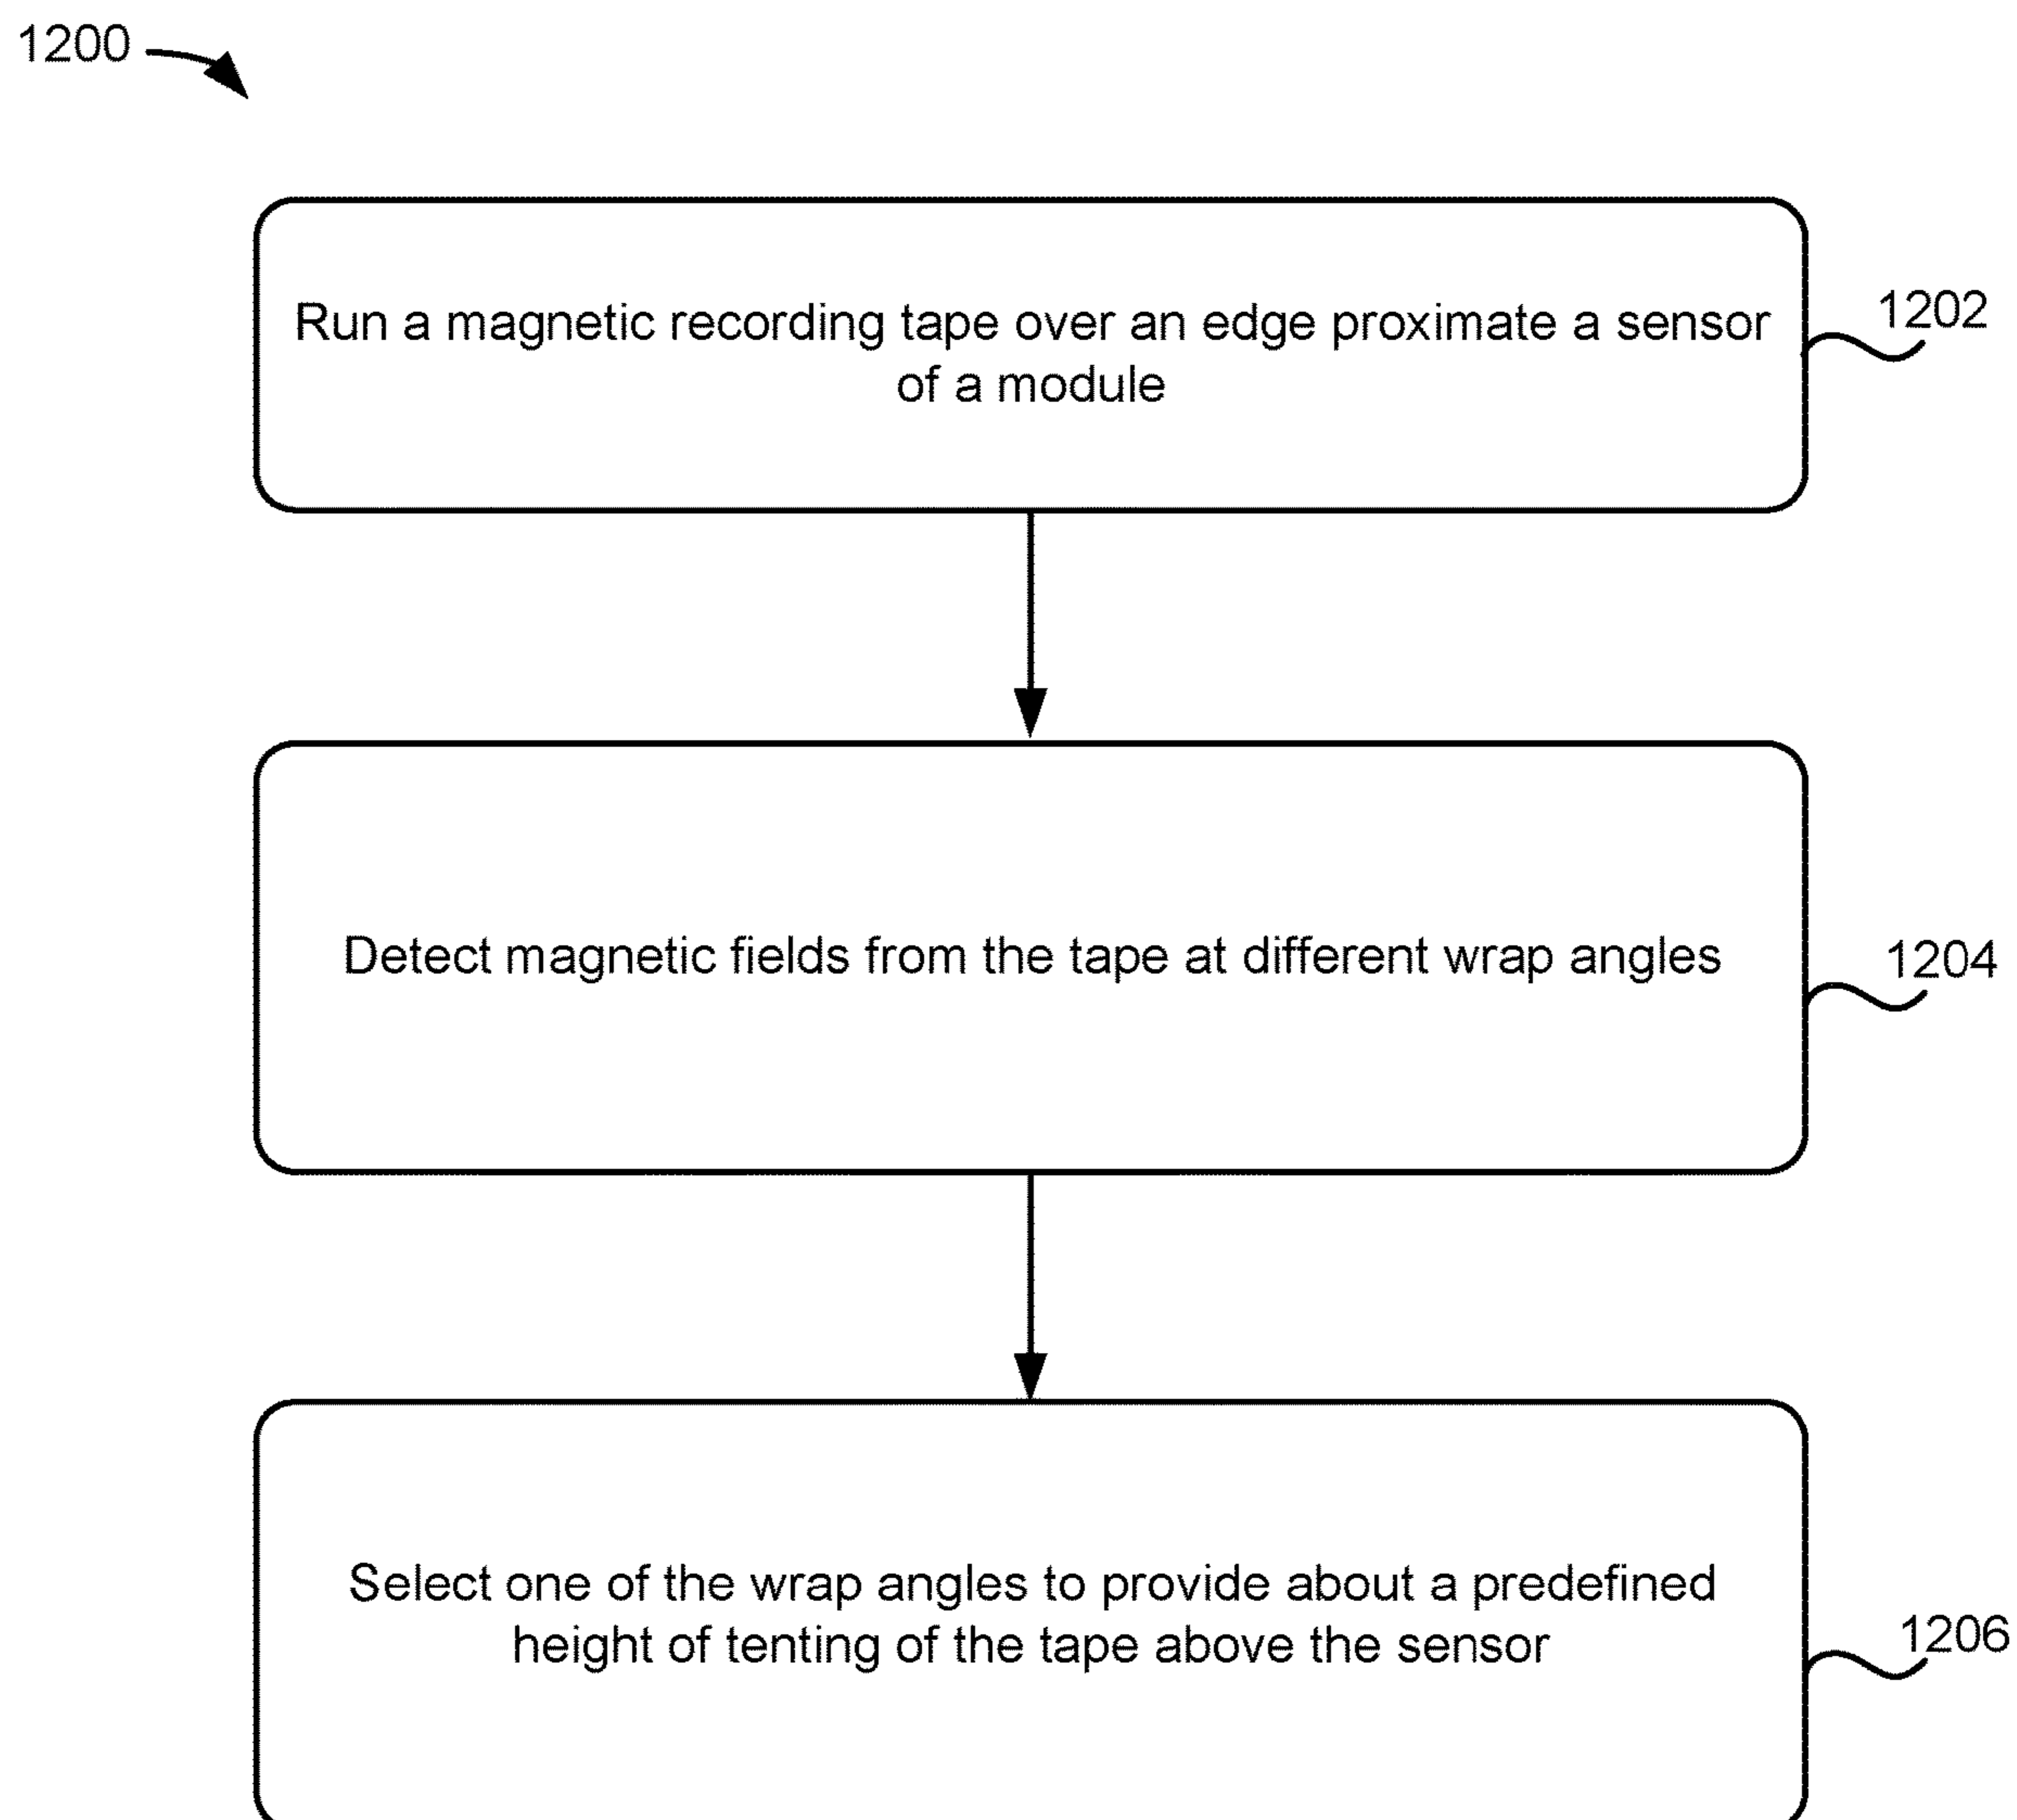 1200
Run a magnetic recording tape over an edge proximate a sensor
of a module
1202
Detect magnetic fields from the tape at different wrap angles
1204
Select one of the wrap angles to provide about a predefined
height of tenting of the tape above the sensor
1206